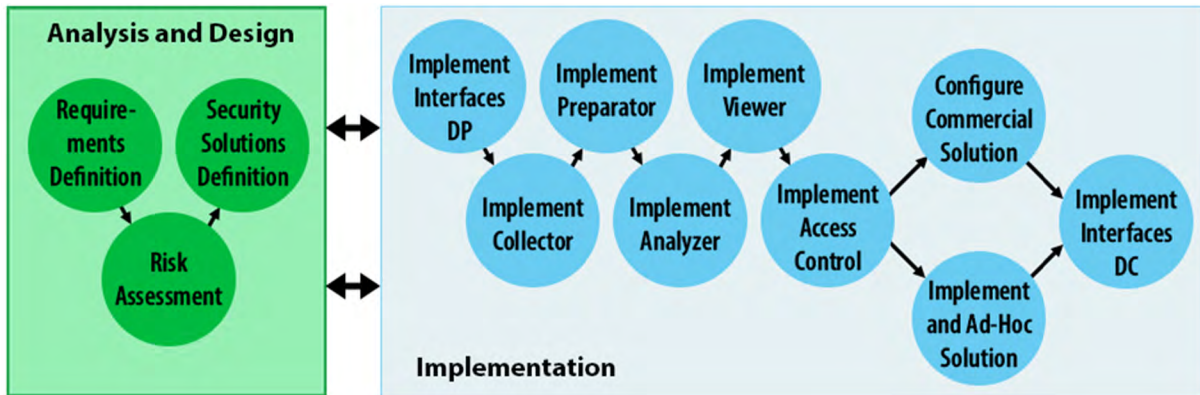 Analysis and Design
Require-
ments
Definition
Security
Solutions
Definition
Risk
Assessment
Implement
Interfaces
DP
Implement
Collector
Implement
Preparator
Implement
Analyzer
Implement
Viewer
Implement
Access
Control
Configure
Commercial
Solution
Implement
and Ad-Hoc
Solution
Implement
Interfaces
DC
Implementation